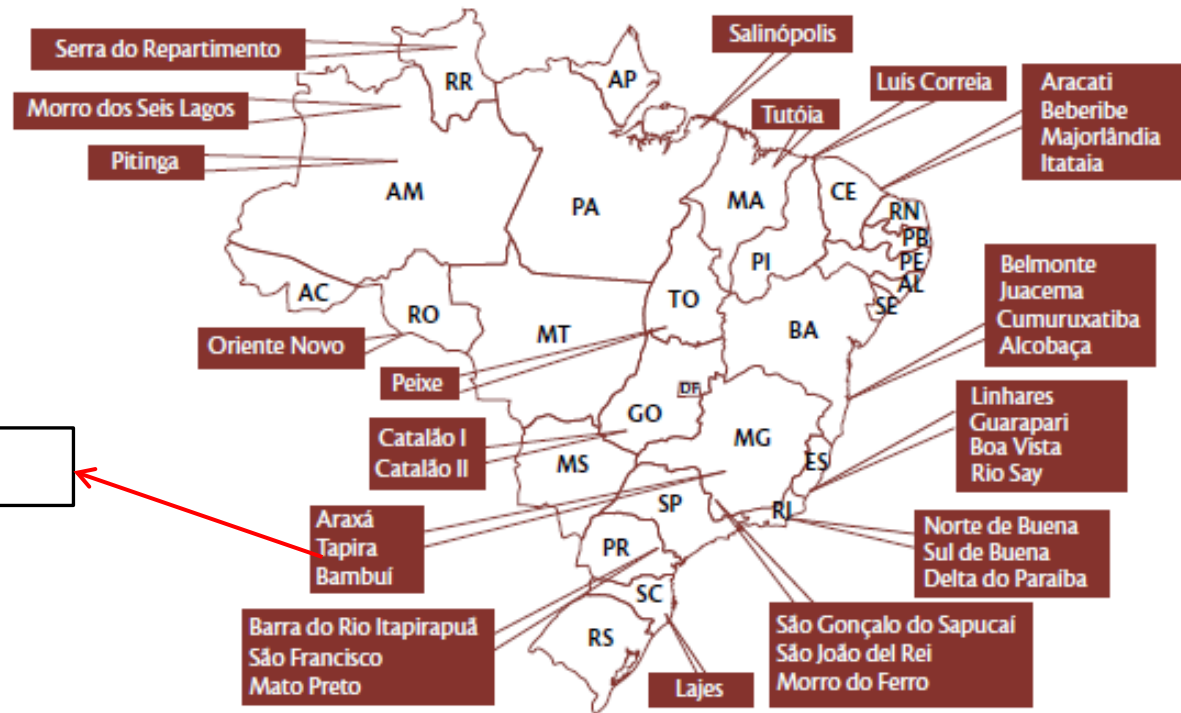 Serra do Repartimento
Salinópolis
Luís Correia
Aracati
Beberibe
Majorlândia
Itataia
Morro dos Seis Lagos
Tutóia
Pitinga
RR
AP
AM
PA
MA
CE
RN
PB
PE
AL
SE
PI
AC
RO
TO
BA
MT
Belmonte
Juacema
Cumuruxatiba
Alcobaça
Oriente Novo
Peixe
DF
GO
MG
ES
Linhares
Guarapari
Boa Vista
Rio Say
Catalão I
Catalão II
MS
SP
RJ
Araxá
Tapira
Bambuí
PR
Norte de Buena
Sul de Buena
Delta do Paraíba
SC
RS
Barra do Rio Itapirapuã
São Francisco
Mato Preto
Lajes
São Gonçalo do Sapucaí
São João del Rei
Morro do Ferro